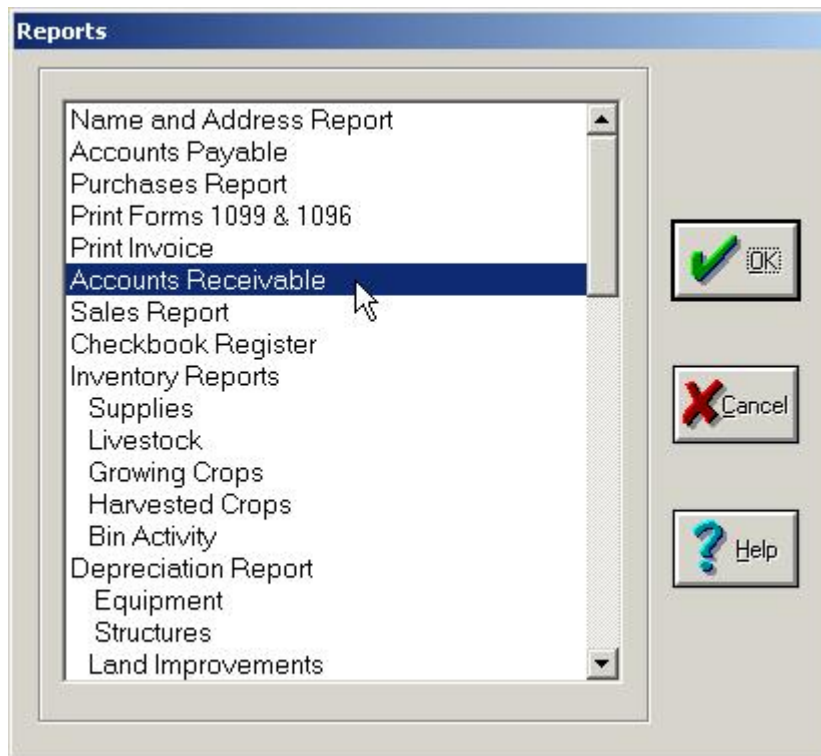 Reports
Name and Address Report
Accounts Payable
Purchases Report
Print Forms 1099 & 1096
Print Invoice
Accounts Receivable
Sales Report
Checkbook Register
Inventory Reports
Supplies
Livestock
Growing Crops
Harvested Crops
Bin Activity
Depreciation Report
Equipment
Structures
Land Improvements
OK
Cancel
Help